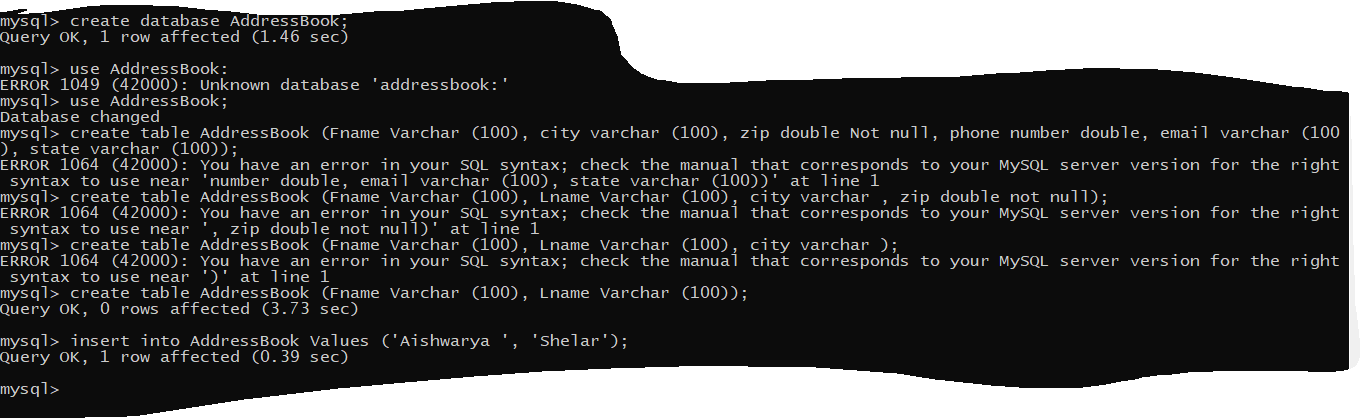 mysql> create database AddressBook;
Query OK, 1 row affected (1.46 sec)
mysql> use AddressBook:
ERROR 1049 (42000): Unknown database 'addressbook:'
mysql> use AddressBook;
Database changed
mysql> create table AddressBook (Fname Varchar (100), city varchar (100), zip double Not null, phone number double, email varchar (100
), state varchar (100));
ERROR 1064 (42000): You have an error in your SQL syntax; check the manual that corresponds to your MySQL server version for the right
 syntax to use near 'number double, email varchar (100), state varchar (100))' at line 1
mysql> create table AddressBook (Fname Varchar (100), Lname Varchar (100), city varchar , zip double not null);
ERROR 1064 (42000): You have an error in your SQL syntax; check the manual that corresponds to your MySQL server version for the right
 syntax to use near ', zip double not null)' at line 1
mysql> create table AddressBook (Fname Varchar (100), Lname Varchar (100), city varchar );
ERROR 1064 (42000): You have an error in your SQL syntax; check the manual that corresponds to your MySQL server version for the right
 syntax to use near ')' at line 1
mysql> create table AddressBook (Fname Varchar (100), Lname Varchar (100));
Query OK, 0 rows affected (3.73 sec)
mysql> insert into AddressBook Values ('Aishwarya ', 'Shelar');
Query OK, 1 row affected (0.39 sec)
mysql>